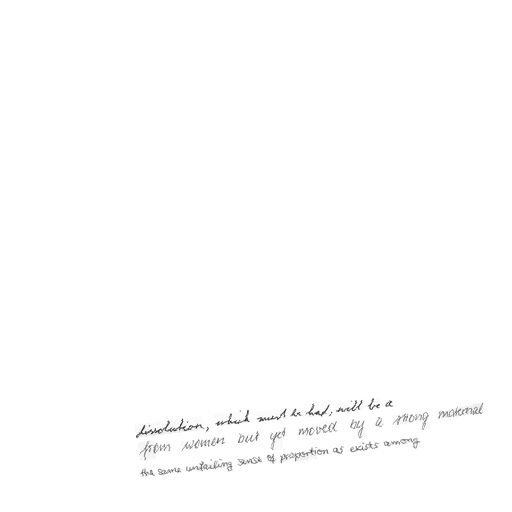 dissolution, which must be had, will be a
from women but yet moved by a strong maternal
the same unfailing sense of proportion as exists among